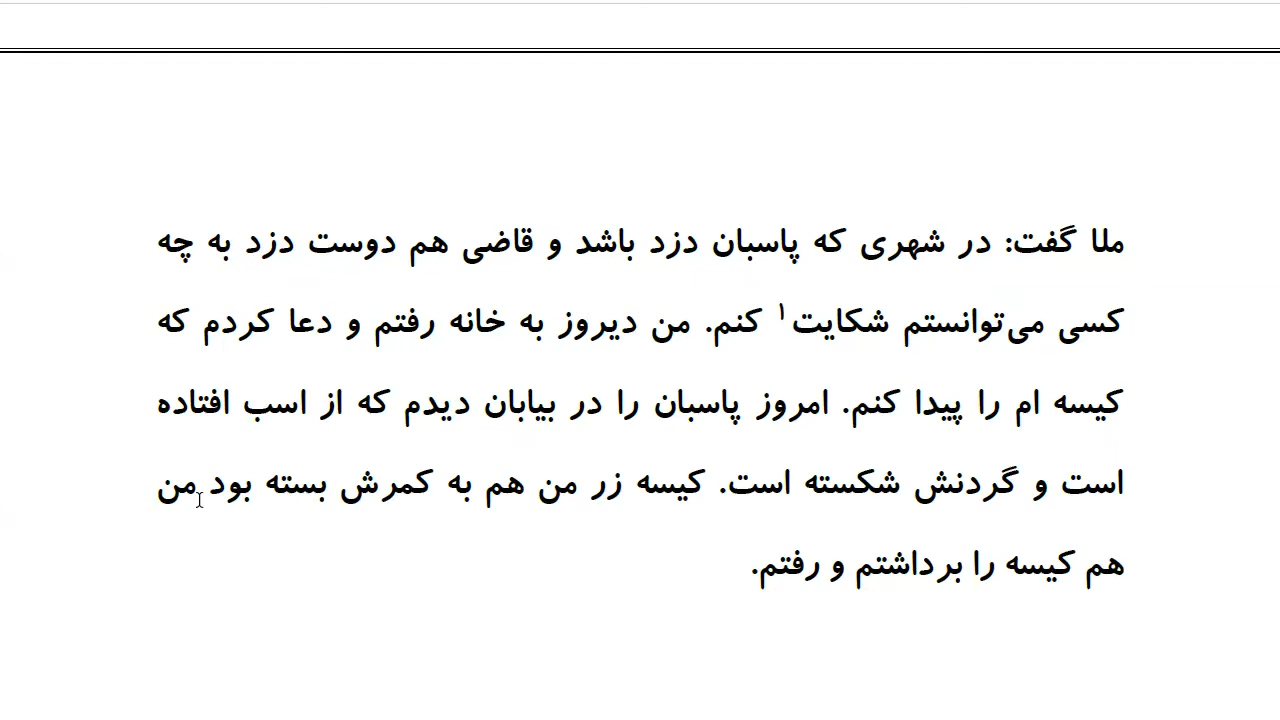 ملا گفت: در شهری که پاسبان دزد باشد و قاضی هم دوست دزد به چه
کسی می‌توانستم شکایت۱ کنم. من دیروز به خانه رفتم و دعا کردم که
کیسه ام را پیدا کنم. امروز پاسبان را در بیابان دیدم که از اسب افتاده
است و گردنش شکسته است. کیسه زر من هم به کمرش بسته بود من
هم کیسه را برداشتم و رفتم.